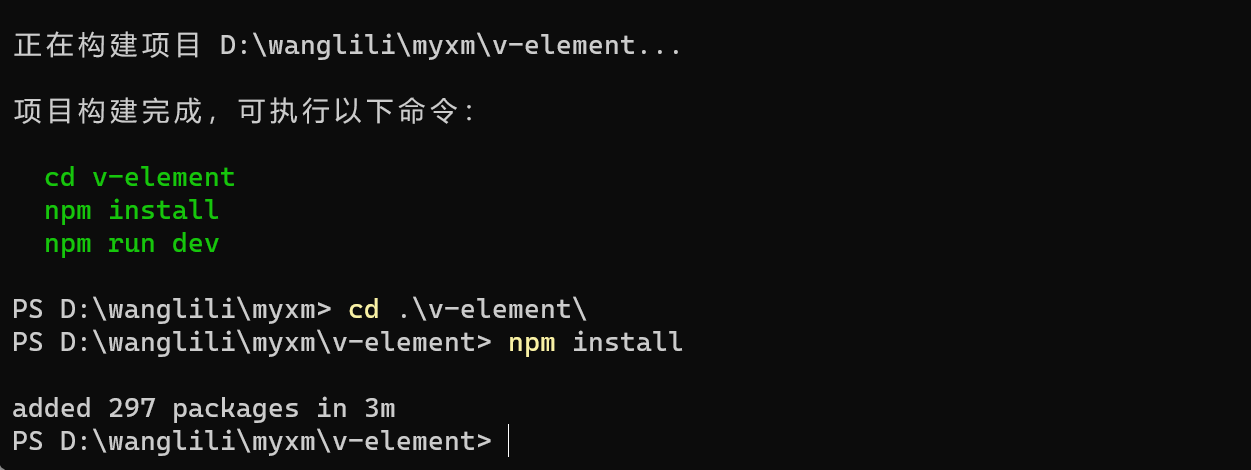 正在构建项目 D:\wanglili\myxm\v-element...
项目构建完成，可执行以下命令：
cd v-element
npm install
npm run dev
PS D:\wanglili\myxm> cd .\v-element\
PS D:\wanglili\myxm\v-element> npm install
added 297 packages in 3m
PS D:\wanglili\myxm\v-element>